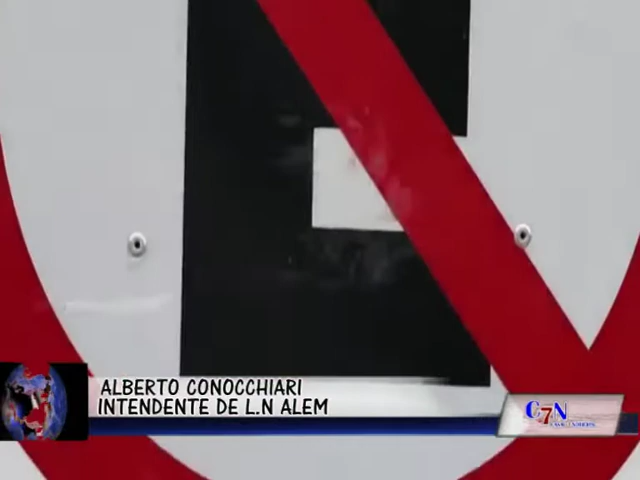 E
ALBERTO CONOCCHIARI
INTENDENTE DE L.N ALEM
C7N